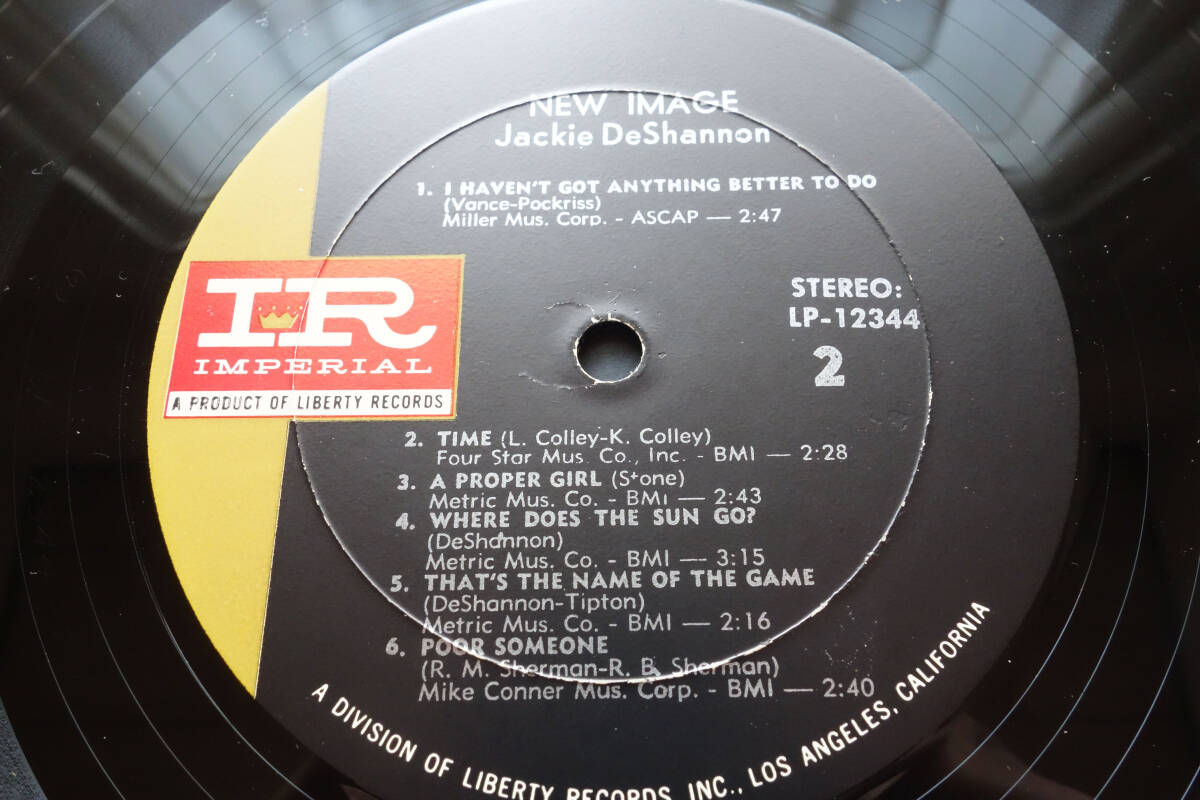 NEW IMAGE
Jackie DeShannon
1. I HAVEN'T GOT ANYTHING BETTER TO DO
(Vance-Pockriss)
Miller Mus. Corp. - ASCAP — 2:47
IR
IMPERIAL
A PRODUCT OF LIBERTY RECORDS
STEREO:
LP-12344
2
2. TIME (L. Colley-K. Colley)
Four Star Mus. Co., Inc. - BMI — 2:28
3. A PROPER GIRL (Stone)
Metric Mus. Co. - BMI — 2:43
4. WHERE DOES THE SUN GO?
(DeShannon)
Metric Mus. Co. - BMI — 3:15
5. THAT'S THE NAME OF THE GAME
(DeShannon-Tipton)
Metric Mus. Co. - BMI — 2:16
6. POOR SOMEONE
(R. M. Sherman-R. B. Sherman)
Mike Conner Mus. Corp. - BMI — 2:40
A DIVISION OF LIBERTY RECORDS, INC., LOS ANGELES, CALIFORNIA